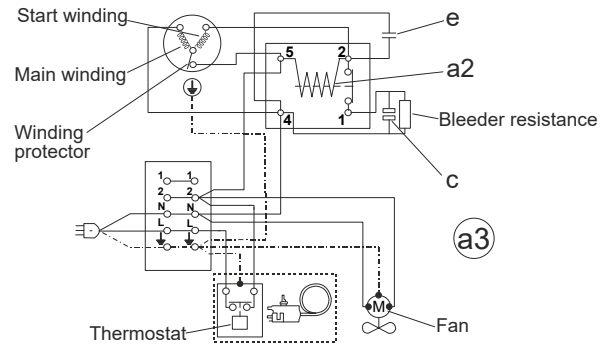 Start winding
e
5 2
a2
Main winding
Winding
protector
4 1
Bleeder resistance
c
1 1
2 2
N N
L L
a3
M
Thermostat
Fan